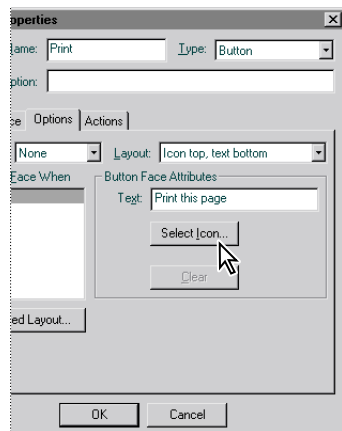 operties
Name: Print Type: Button
ption:
ce Options Actions
None Layout: Icon top, text bottom
Face When Button Face Attributes
Text: Print this page
Select Icon...
Clear
ed Layout...
OK Cancel